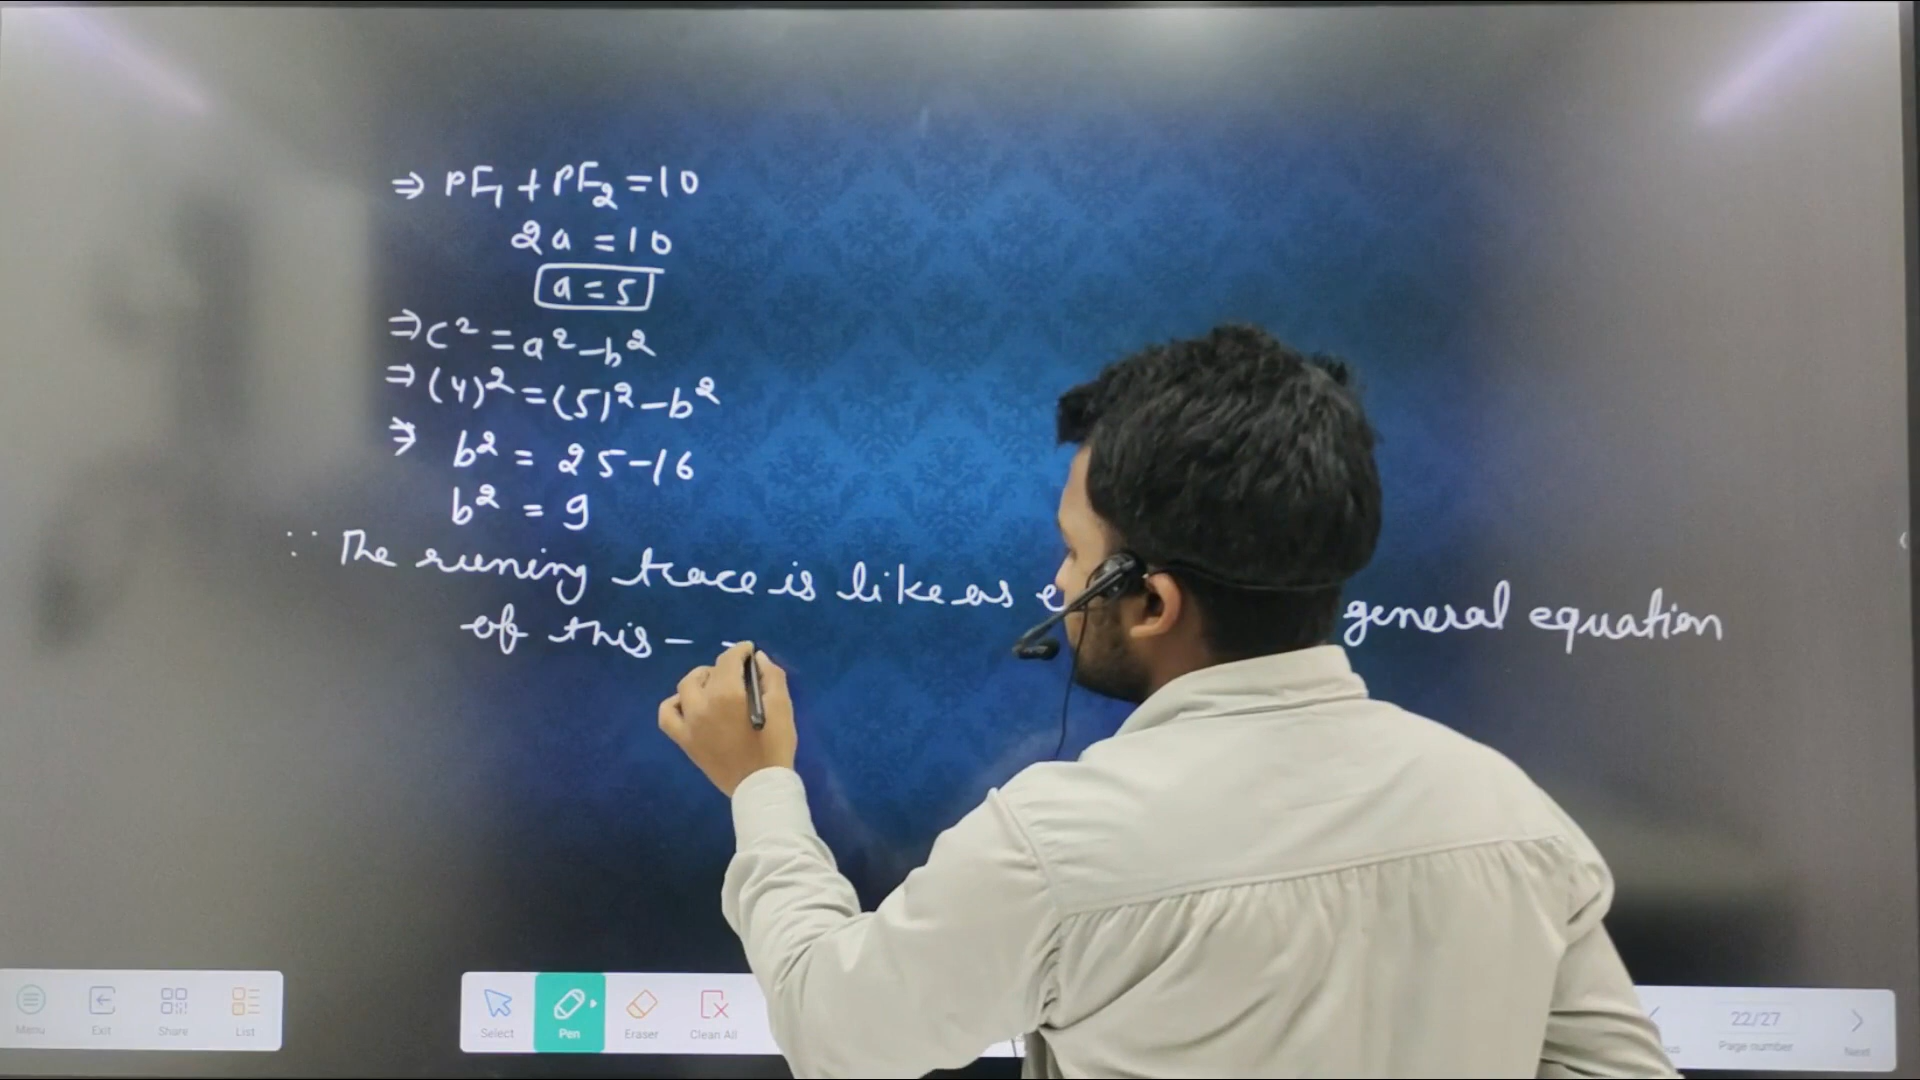 ⇒ PF₁ + PF₂ = 10
2a = 10
a = 5
⇒ c² = a² - b²
⇒ (4)² = (5)² - b²
⇒ b² = 25 - 16
b² = 9
∵ The runing trace is like as general equation
of this -
Menu Exit Share List Select Pen Eraser Clean All 22/27 Page number Next